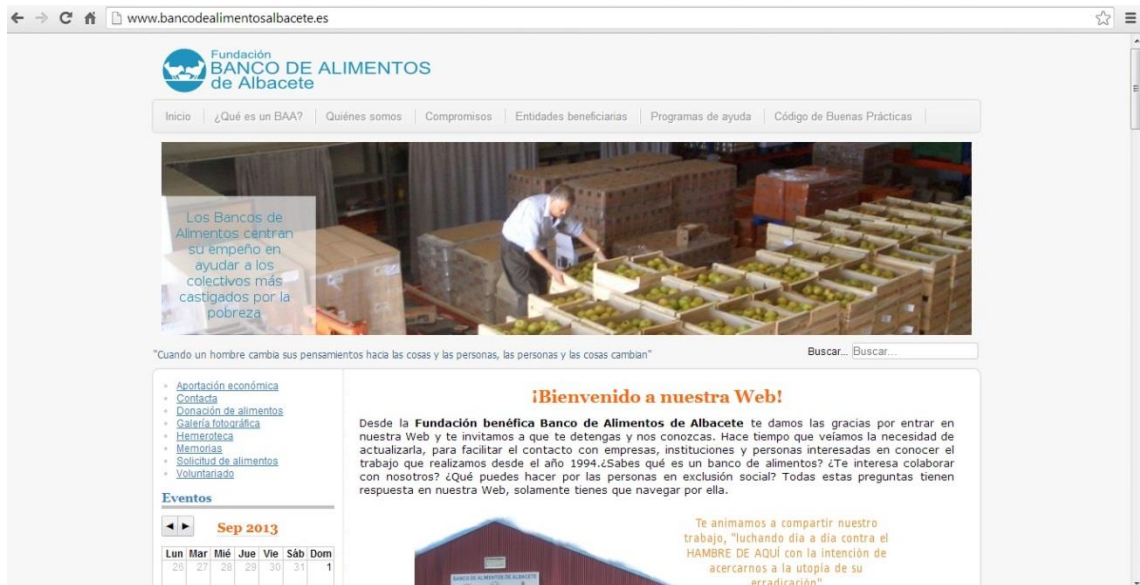 www.bancodealimentosalbacete.es
Fundación
BANCO DE ALIMENTOS
de Albacete
Inicio
¿Qué es un BAA?
Quiénes somos
Compromisos
Entidades beneficiarias
Programas de ayuda
Código de Buenas Prácticas
Los Bancos de
Alimentos centran
su empeño en
ayudar a los
colectivos más
castigados por la
pobreza
"Cuando un hombre cambia sus pensamientos hacia las cosas y las personas, las personas y las cosas cambian"
Buscar... Buscar...
Aportación económica
Contacta
Donación de alimentos
Galería fotográfica
Hemeroteca
Memorias
Solicitud de alimentos
Voluntariado
Eventos
Sep 2013
Lun Mar Mié Jue Vie Sáb Dom
26 27 28 29 30 31 1
¡Bienvenido a nuestra Web!
Desde la Fundación benéfica Banco de Alimentos de Albacete te damos las gracias por entrar en
nuestra Web y te invitamos a que te detengas y nos conozcas. Hace tiempo que veíamos la necesidad de
actualizarla, para facilitar el contacto con empresas, instituciones y personas interesadas en conocer el
trabajo que realizamos desde el año 1994.¿Sabes qué es un banco de alimentos? ¿Te interesa colaborar
con nosotros? ¿Qué puedes hacer por las personas en exclusión social? Todas estas preguntas tienen
respuesta en nuestra Web, solamente tienes que navegar por ella.
BANCO DE ALIMENTOS DE ALBACETE
Te animamos a compartir nuestro
trabajo, "luchando dia a dia contra el
HAMBRE DE AQUÍ con la intención de
acercarnos a la utopia de su
erradicación"